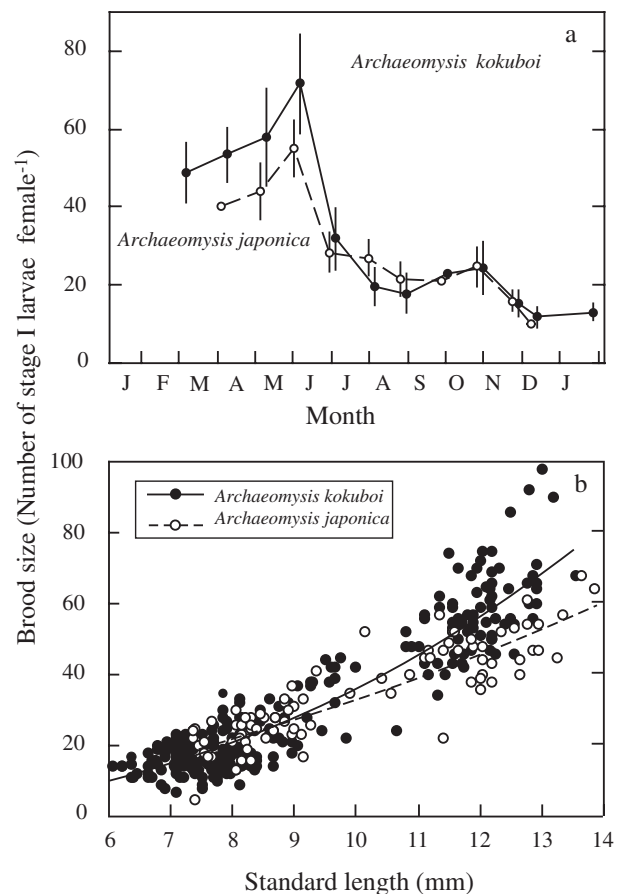 Brood size (Number of stage I larvae female-1)
80
60
40
20
0
a
Archaeomysis kokuboi
Archaeomysis japonica
J F M A M J J A S O N D J
Month
100
80
60
40
20
0
b
Archaeomysis kokuboi
Archaeomysis japonica
6 7 8 9 10 11 12 13 14
Standard length (mm)